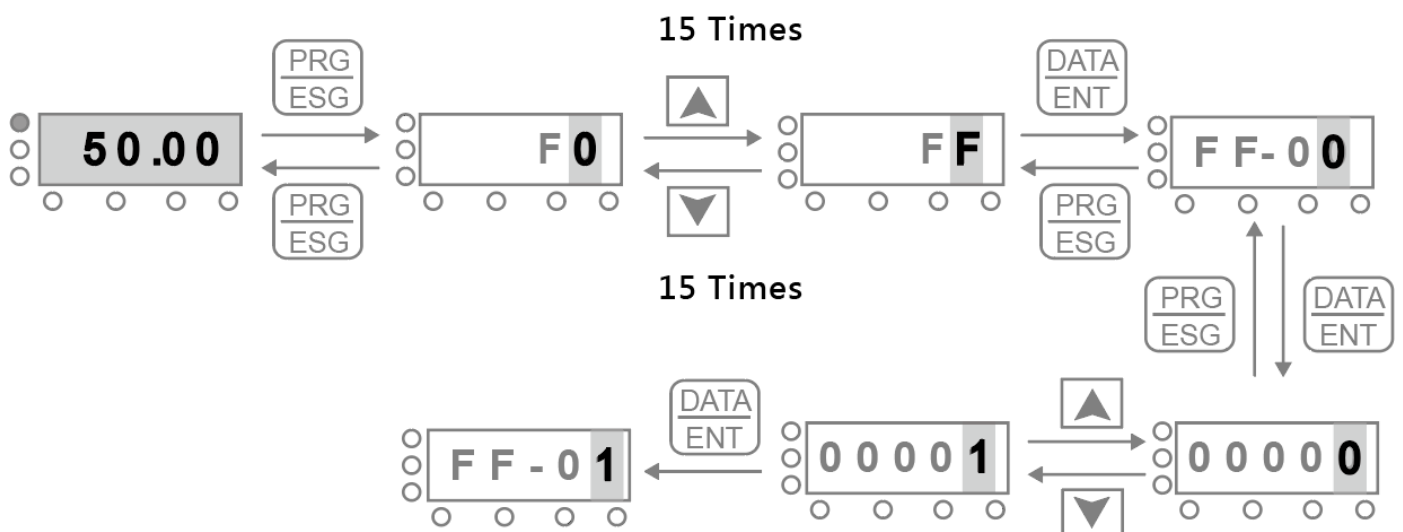 15 Times
PRG
ESG
DATA
ENT
50.00
F0
FF
FF-00
PRG
ESG
PRG
ESG
15 Times
PRG
ESG
DATA
ENT
DATA
ENT
FF-01
00001
00000